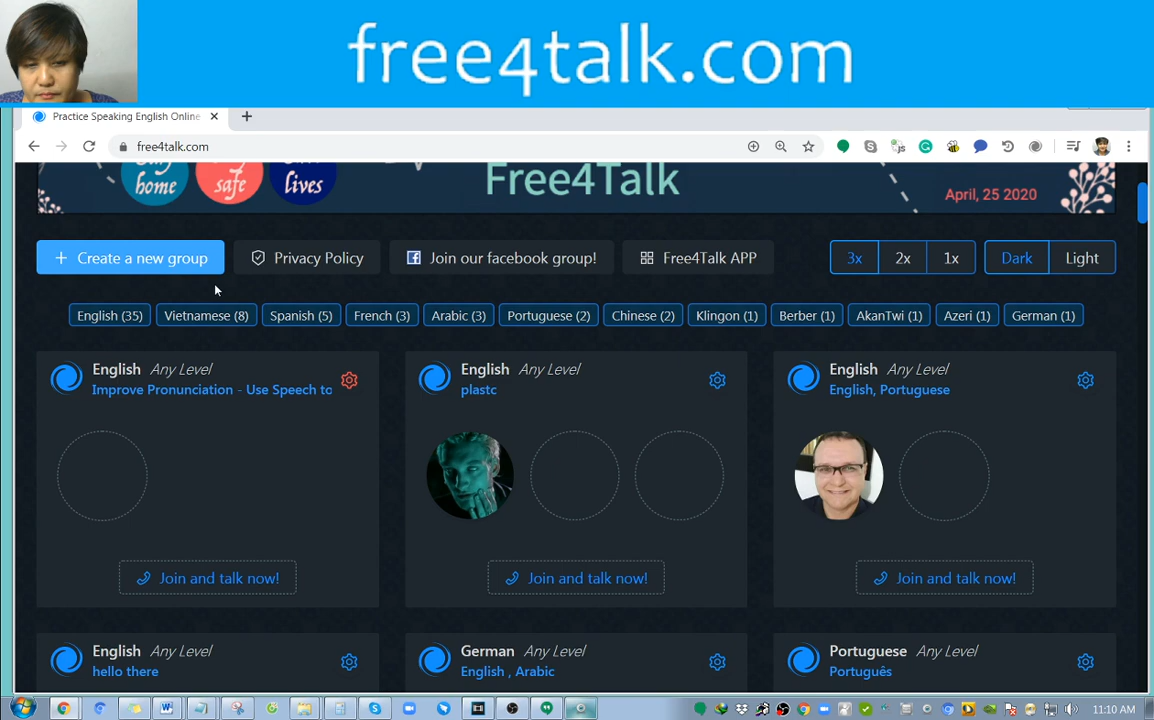 free4talk.com
Practice Speaking English Online
free4talk.com
home
safe
lives
Free4Talk
April, 25 2020
+ Create a new group
Privacy Policy
Join our facebook group!
Free4Talk APP
3x
2x
1x
Dark
Light
English (35)
Vietnamese (8)
Spanish (5)
French (3)
Arabic (3)
Portuguese (2)
Chinese (2)
Klingon (1)
Berber (1)
AkanTwi (1)
Azeri (1)
German (1)
English Any Level
Improve Pronunciation - Use Speech to
Join and talk now!
English Any Level
plastc
Join and talk now!
English Any Level
English, Portuguese
Join and talk now!
English Any Level
hello there
German Any Level
English , Arabic
Portuguese Any Level
Português
11:10 AM